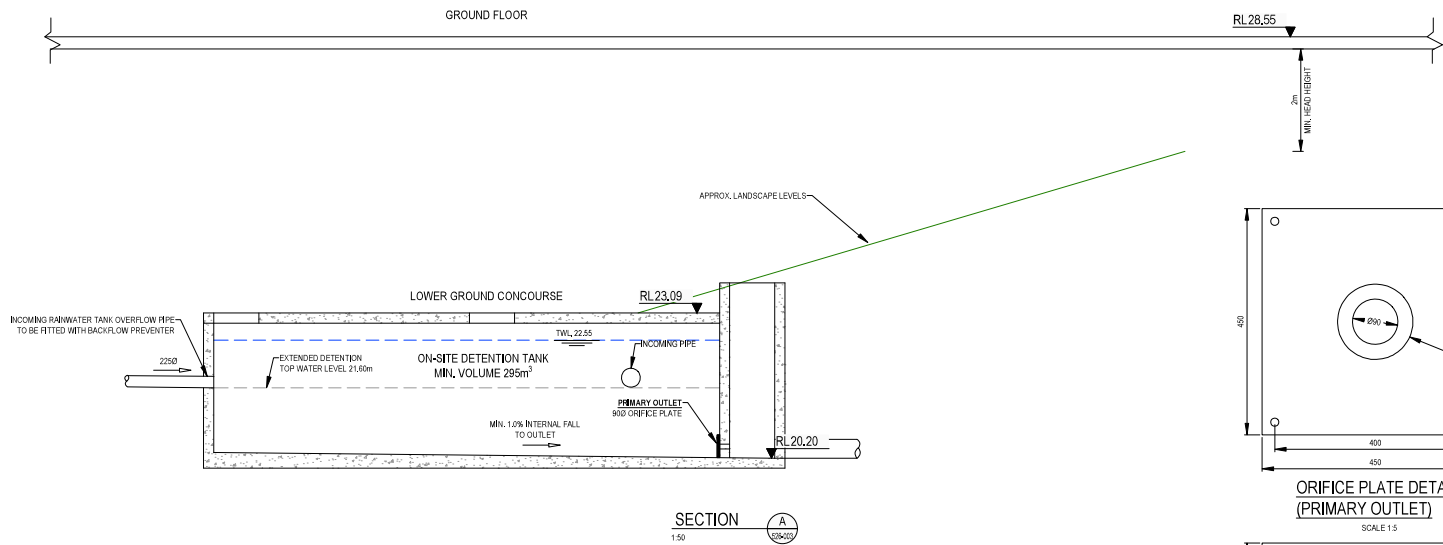 GROUND FLOOR
RL28.55
2m
MIN. HEAD HEIGHT
APPROX. LANDSCAPE LEVELS
LOWER GROUND CONCOURSE
RL23.09
INCOMING RAINWATER TANK OVERFLOW PIPE
TO BE FITTED WITH BACKFLOW PREVENTER
TWL. 22.55
225Ø
EXTENDED DETENTION
TOP WATER LEVEL 21.60m
ON-SITE DETENTION TANK
MIN. VOLUME 295m³
INCOMING PIPE
PRIMARY OUTLET
90Ø ORIFICE PLATE
MIN. 1.0% INTERNAL FALL
TO OUTLET
RL20.20
450
Ø90
400
450
ORIFICE PLATE DETA
(PRIMARY OUTLET)
SCALE 1:5
SECTION
1:50
A